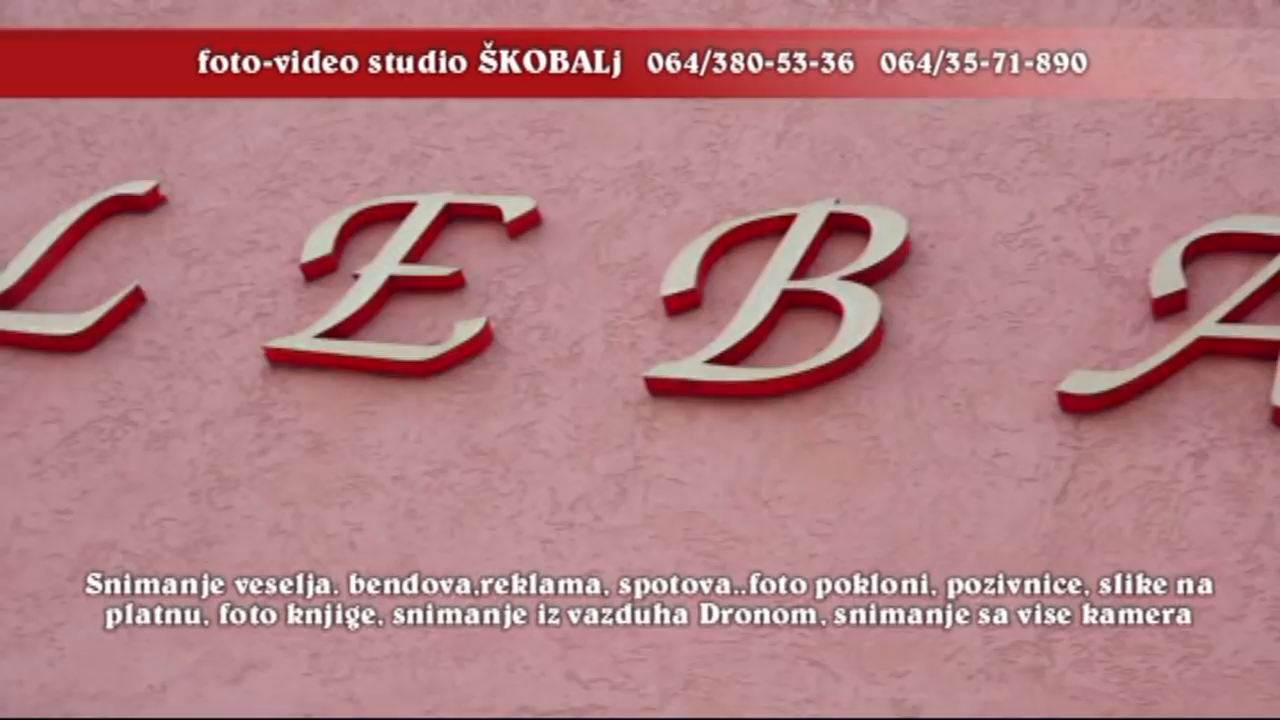 foto-video studio ŠKOBALj 064/380-53-36 064/35-71-890
LEBA
Snimanje veselja. bendova,reklama, spotova..foto pokloni, pozivnice, slike na
platnu, foto knjige, snimanje iz vazduha Dronom, snimanje sa vise kamera